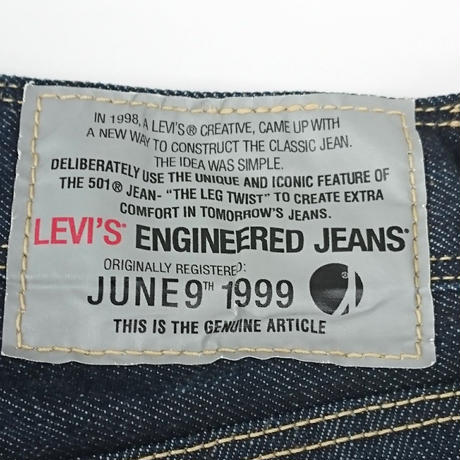 IN 1998, A LEVI'S® CREATIVE, CAME UP WITH
A NEW WAY TO CONSTRUCT THE CLASSIC JEAN.
THE IDEA WAS SIMPLE.
DELIBERATELY USE THE UNIQUE AND ICONIC FEATURE OF
THE 501® JEAN- “THE LEG TWIST” TO CREATE EXTRA
COMFORT IN TOMORROW'S JEANS.
LEVI'S® ENGINEERED JEANS®
ORIGINALLY REGISTERED:
JUNE 9TH 1999
THIS IS THE GENUINE ARTICLE